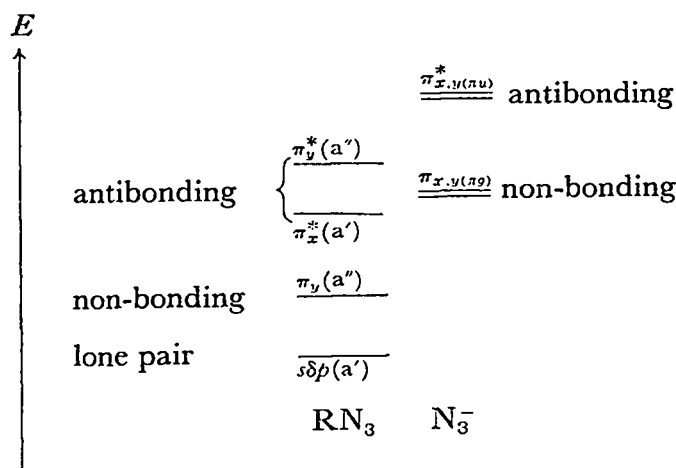 E
π*x,y(πu) antibonding
π*y(a″)
antibonding
πx,y(πg) non-bonding
π*x(a′)
πy(a″)
non-bonding
lone pair
sδp(a′)
RN3 N3−